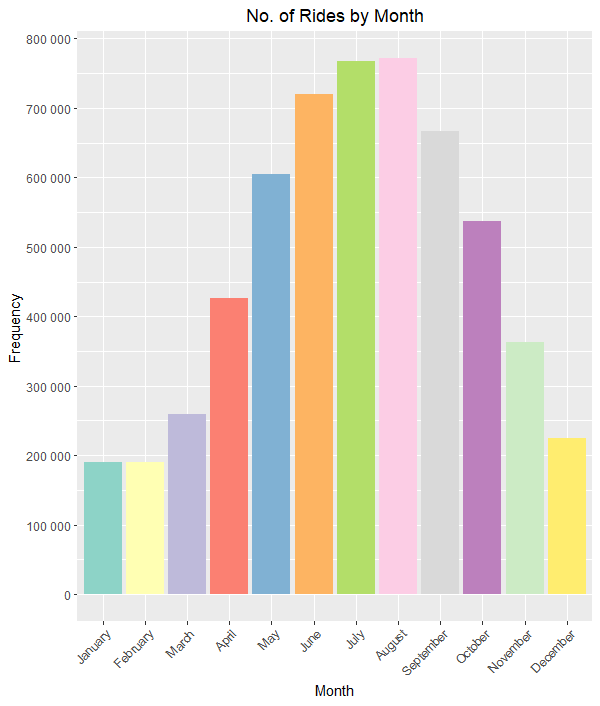 No. of Rides by Month
800 000
700 000
600 000
500 000
400 000
300 000
200 000
100 000
0
Frequency
January
February
March
April
May
June
July
August
September
October
November
December
Month